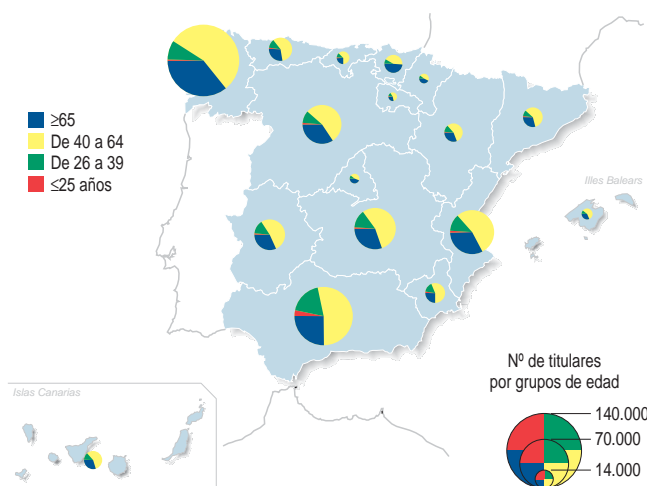 ≥65
De 40 a 64
De 26 a 39
≤25 años
Illes Balears
Islas Canarias
Nº de titulares
por grupos de edad
140.000
70.000
14.000